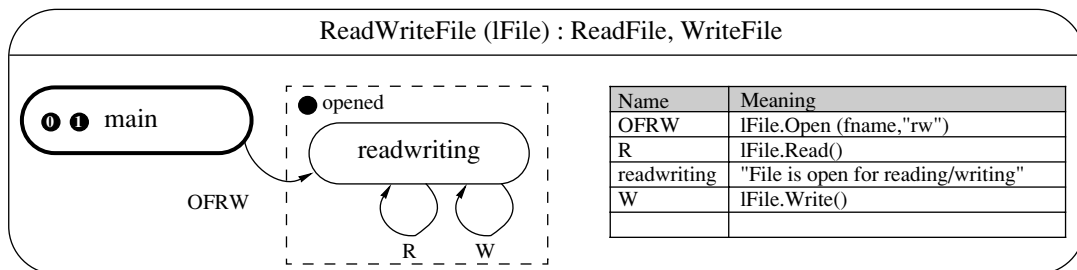 ReadWriteFile (lFile) : ReadFile, WriteFile
0 1 main
opened
readwriting
OFRW
R W
Name Meaning
OFRW lFile.Open (fname,"rw")
R lFile.Read()
readwriting "File is open for reading/writing"
W lFile.Write()